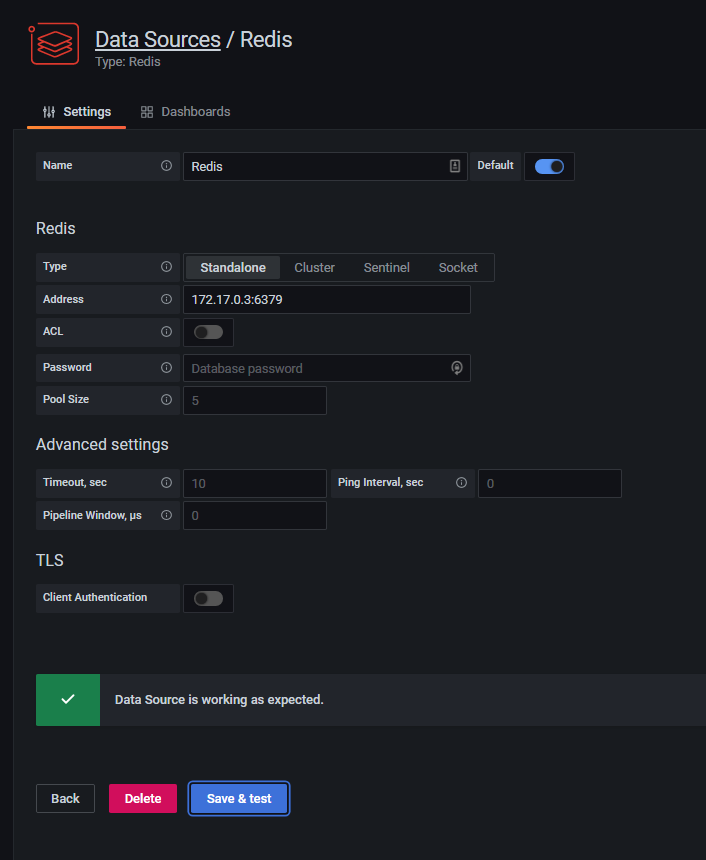 Data Sources / Redis
Type: Redis
Settings Dashboards
Name Redis Default
Redis
Type Standalone Cluster Sentinel Socket
Address 172.17.0.3:6379
ACL
Password Database password
Pool Size 5
Advanced settings
Timeout, sec 10 Ping Interval, sec 0
Pipeline Window, μs 0
TLS
Client Authentication
Data Source is working as expected.
Back Delete Save & test